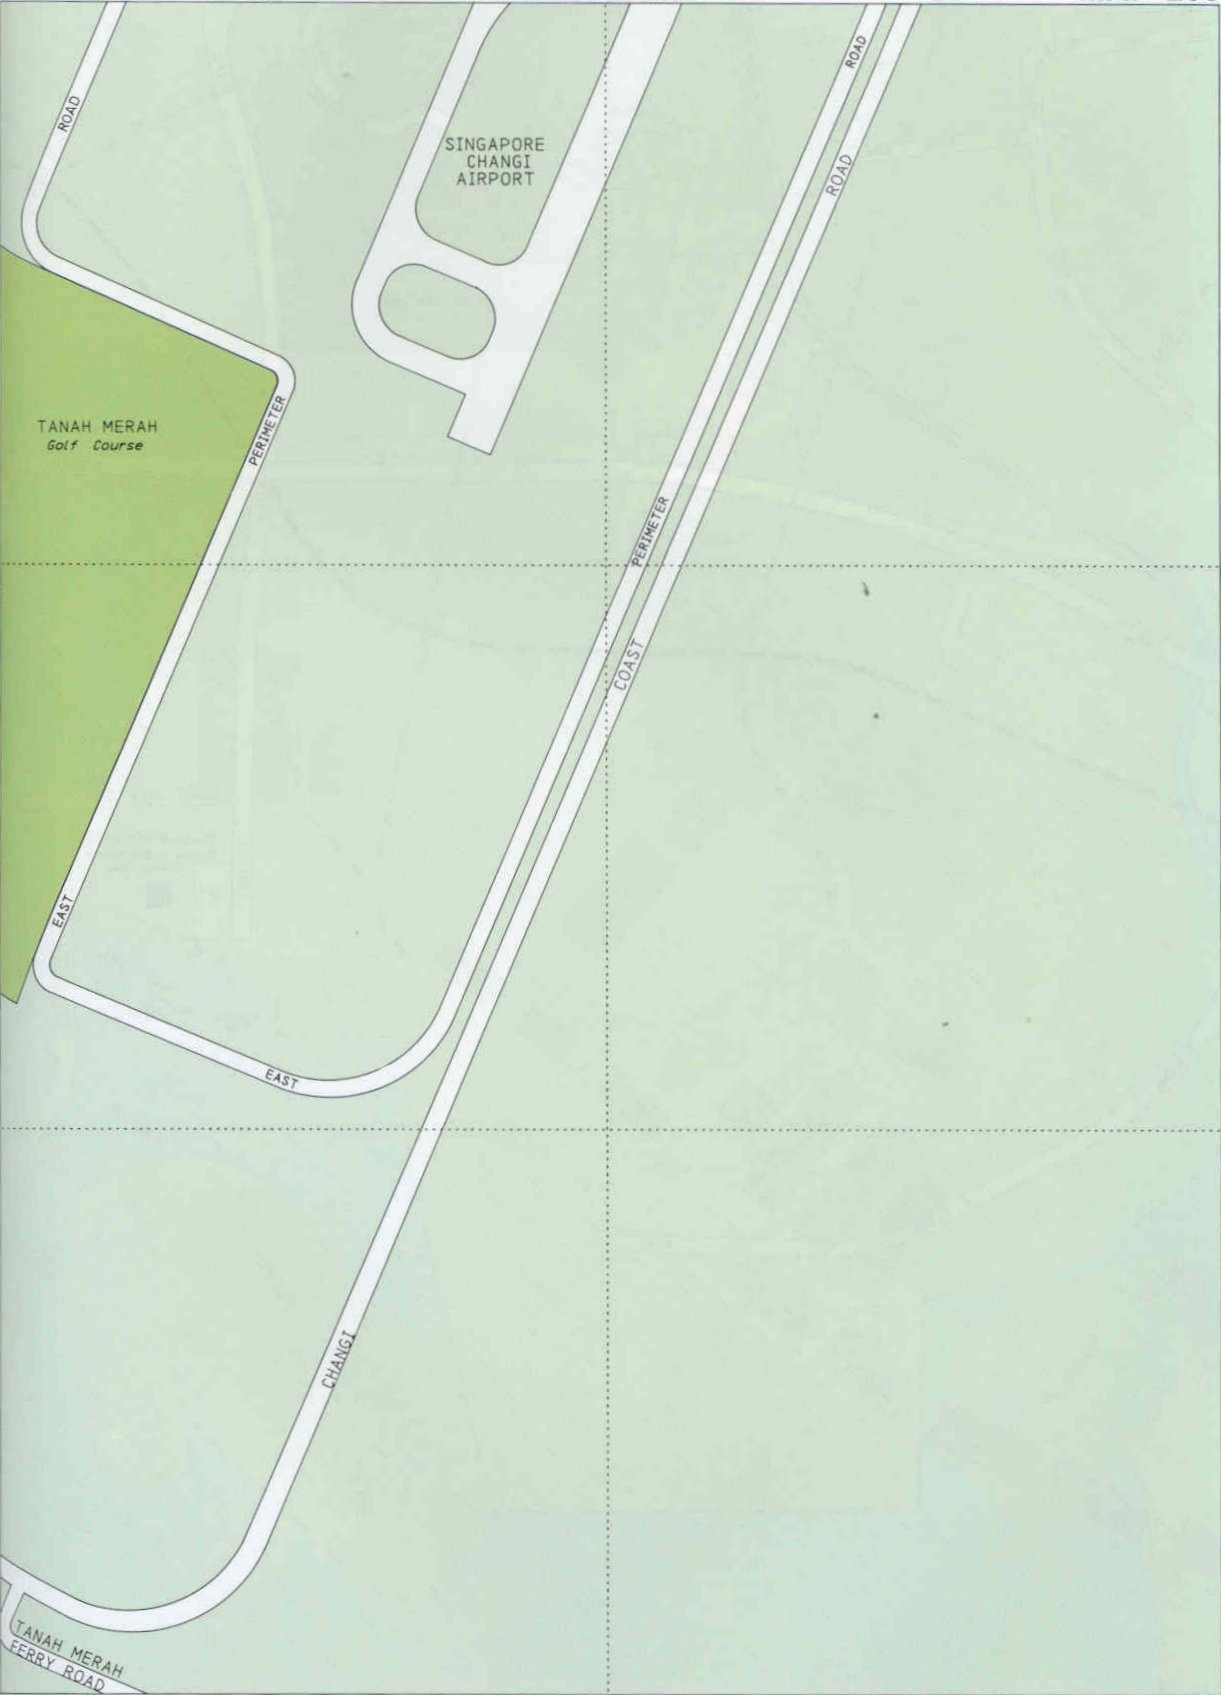 ROAD
ROAD
ROAD
SINGAPORE
CHANGI
AIRPORT
TANAH MERAH
Golf Course
PERIMETER
PERIMETER
COAST
EAST
EAST
CHANGI
TANAH MERAH
FERRY ROAD